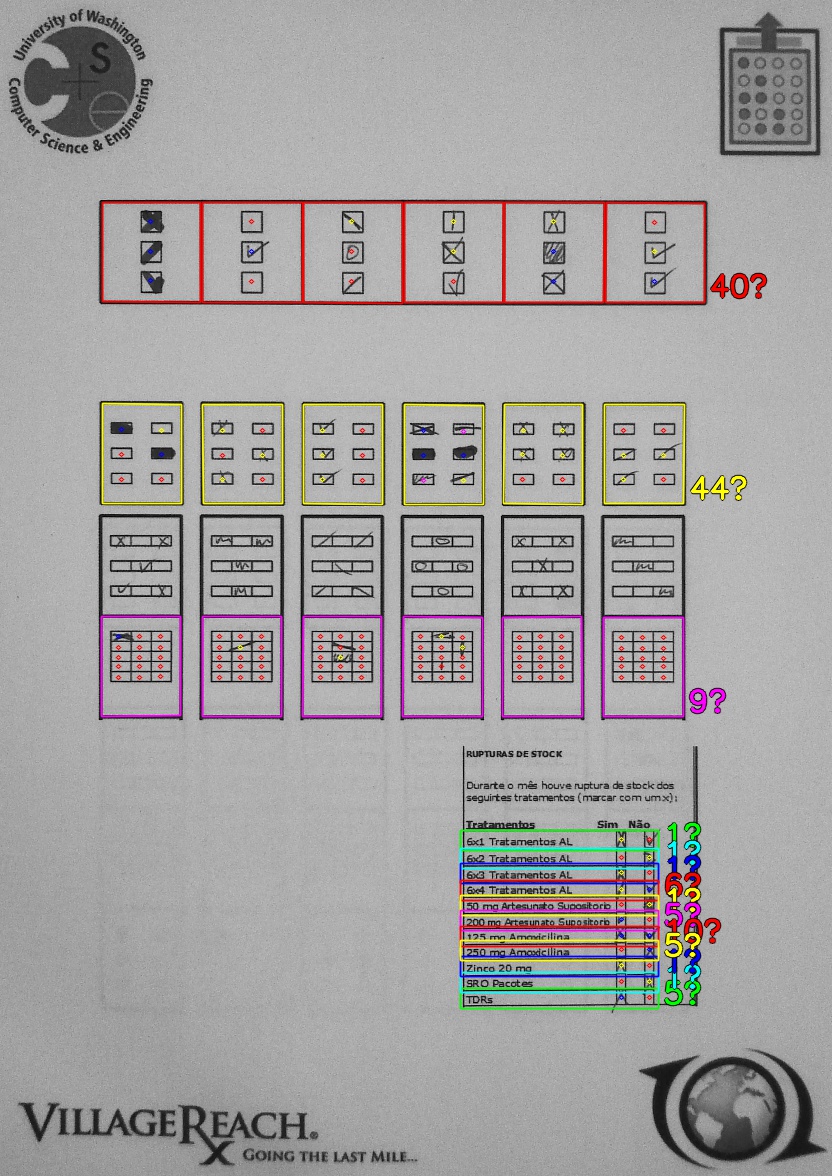 University of Washington
Computer Science & Engineering
CS
40?
44?
9?
RUPTURAS DE STOCK
Durante o mês houve ruptura de stock dos
seguintes tratamentos (marcar com um x):
Tratamentos Sim Não
6x1 Tratamentos AL 1?
6x2 Tratamentos AL 1?
6x3 Tratamentos AL 1?
6x4 Tratamentos AL 6?
50 mg Artesunato Supositorio 1?
200 mg Artesunato Supositorio 5?
125 mg Amoxicilina 10?
250 mg Amoxicilina 5?
Zinco 20 mg 1?
SRO Pacotes 1?
TDRs 5?
VILLAGEREACH®
GOING THE LAST MILE...